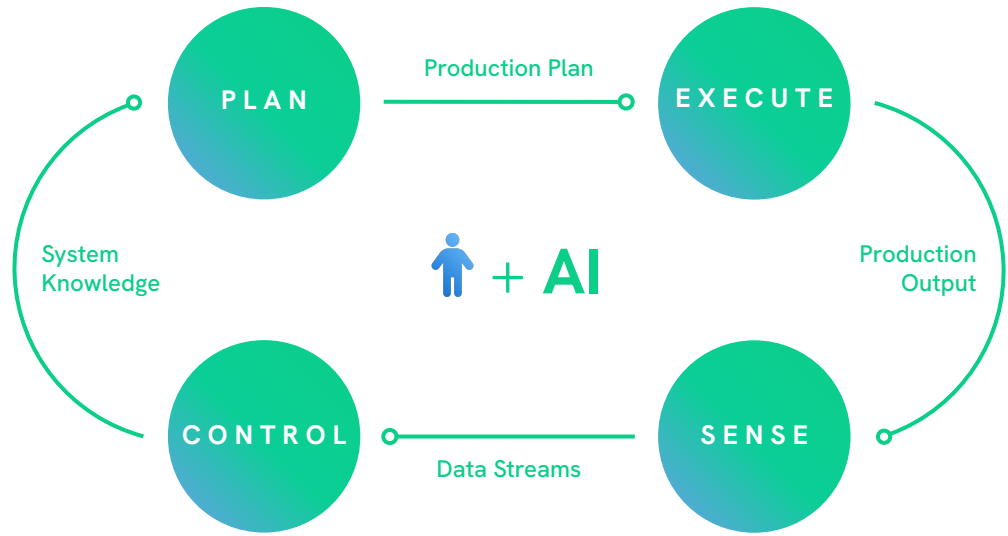 PLAN
Production Plan
EXECUTE
System
Knowledge
+ AI
Production
Output
CONTROL
Data Streams
SENSE